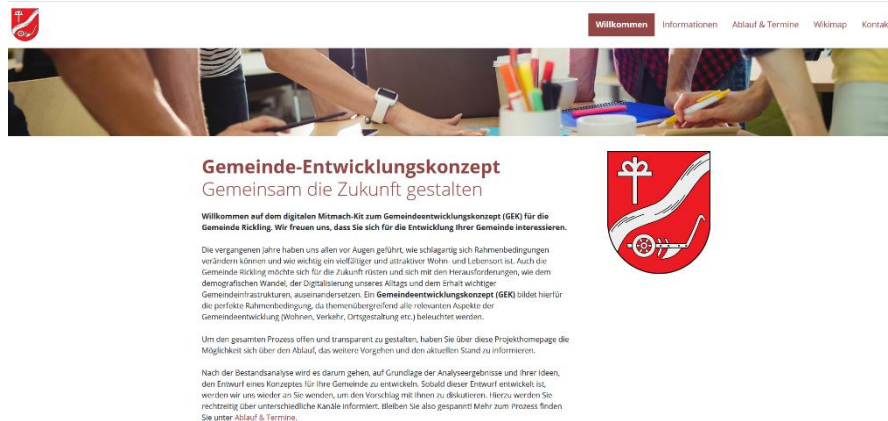 Willkommen Informationen Ablauf & Termine Wikimap Kontak
Gemeinde-Entwicklungskonzept
Gemeinsam die Zukunft gestalten
Willkommen auf dem digitalen Mitmach-Kit zum Gemeindeentwicklungskonzept (GEK) für die
Gemeinde Rickling. Wir freuen uns, dass Sie sich für die Entwicklung Ihrer Gemeinde interessieren.
Die vergangenen Jahre haben uns allen vor Augen geführt, wie schlagartig sich Rahmenbedingungen
verändern können und wie wichtig ein vielfältiger und attraktiver Wohn- und Lebensort ist. Auch die
Gemeinde Rickling möchte sich für die Zukunft rüsten und sich mit den Herausforderungen, wie dem
demografischen Wandel, der Digitalisierung unseres Alltags und dem Erhalt wichtiger
Gemeindeinfrastrukturen, auseinandersetzen. Ein Gemeindeentwicklungskonzept (GEK) bildet hierfür
die perfekte Rahmenbedingung, da themenübergreifend alle relevanten Aspekte der
Gemeindeentwicklung (Wohnen, Verkehr, Ortsgestaltung etc.) beleuchtet werden.
Um den gesamten Prozess offen und transparent zu gestalten, haben Sie über diese Projekthomepage die
Möglichkeit sich über den Ablauf, das weitere Vorgehen und den aktuellen Stand zu informieren.
Nach der Bestandsanalyse wird es darum gehen, auf Grundlage der Analyseergebnisse und Ihrer Ideen,
den Entwurf eines Konzeptes für Ihre Gemeinde zu entwickeln. Sobald dieser Entwurf entwickelt ist,
werden wir uns wieder an Sie wenden, um den Vorschlag mit Ihnen zu diskutieren. Hierzu werden Sie
rechtzeitig über unterschiedliche Kanäle informiert. Bleiben Sie also gespannt! Mehr zum Prozess finden
Sie unter Ablauf & Termine.